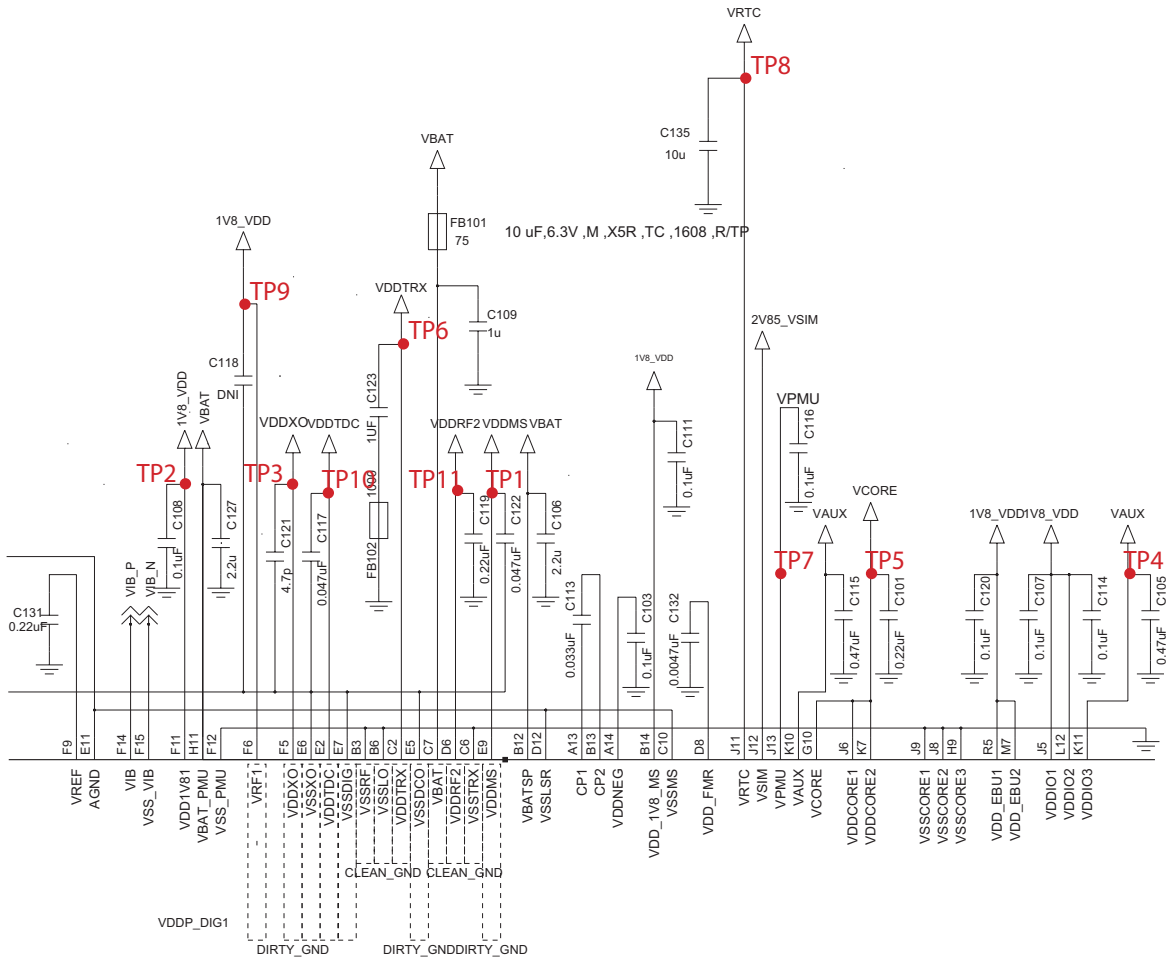 VRTC
TP8
C135
10u
VBAT
FB101
75
10 uF,6.3V ,M ,X5R ,TC ,1608 ,R/TP
1V8_VDD
TP9
VDDTRX
TP6
C109
1u
2V85_VSIM
C118
DNI
C123
1UF
1000
FB102
1V8_VDD
C111
0.1uF
VPMU
C116
0.1uF
1V8_VDD
VBAT
VDDXO
VDDTDC
VDDRF2
VDDMS
VBAT
TP2
TP3
TP10
TP11
TP1
C108
0.1uF
C127
2.2u
C121
4.7p
C117
0.047uF
C119
0.22uF
C122
0.047uF
C106
2.2u
VAUX
VCORE
1V8_VDD
1V8_VDD
VAUX
TP7
TP5
TP4
C115
0.47uF
C101
0.22uF
C120
0.1uF
C107
0.1uF
C114
0.1uF
C105
0.47uF
VIB_P
VIB_N
C131
0.22uF
C113
0.033uF
C103
0.1uF
C132
0.0047uF
F9
E11
F14
F15
F11
H11
F12
F6
F5
E6
E2
E7
B3
B6
C2
E5
C7
D6
C6
E9
B12
D12
A13
B13
A14
B14
C10
D8
J11
J12
J13
K10
G10
J6
K7
J9
J8
H9
R5
M7
J5
L12
K11
VREF
AGND
VIB
VSS_VIB
VDD1V81
VBAT_PMU
VSS_PMU
VRF1
VDDXO
VSSXO
VDDTDC
VSSDIG
VSSRF
VSSLO
VDDTRX
VSSDCO
VBAT
VDDRF2
VSSTRX
VDDMS
VBATSP
VSSLSR
CP1
CP2
VDDNEG
VDD_1V8_MS
VSSMS
VDD_FMR
VRTC
VSIM
VPMU
VAUX
VCORE
VDDCORE1
VDDCORE2
VSSCORE1
VSSCORE2
VSSCORE3
VDD_EBU1
VDD_EBU2
VDDIO1
VDDIO2
VDDIO3
CLEAN_GND
CLEAN_GND
VDDP_DIG1
DIRTY_GND
DIRTY_GND
DIRTY_GND